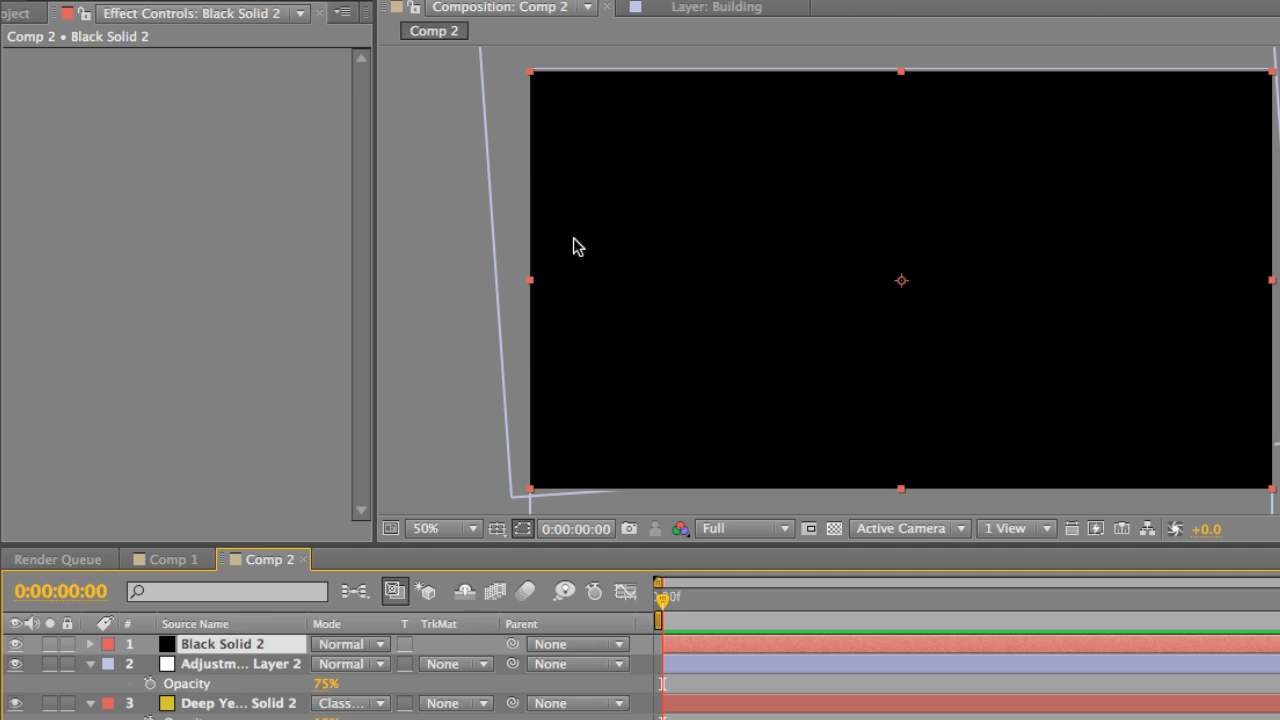 oject Effect Controls: Black Solid 2 Composition: Comp 2 Layer: Building
Comp 2 • Black Solid 2
Comp 2
50% 0:00:00:00 Full Active Camera 1 View +0.0
Render Queue Comp 1 Comp 2
0:00:00:00
# Source Name Mode T TrkMat Parent
1 Black Solid 2 Normal None
2 Adjustm... Layer 2 Normal None None
Opacity 75%
3 Deep Ye... Solid 2 Class... None None